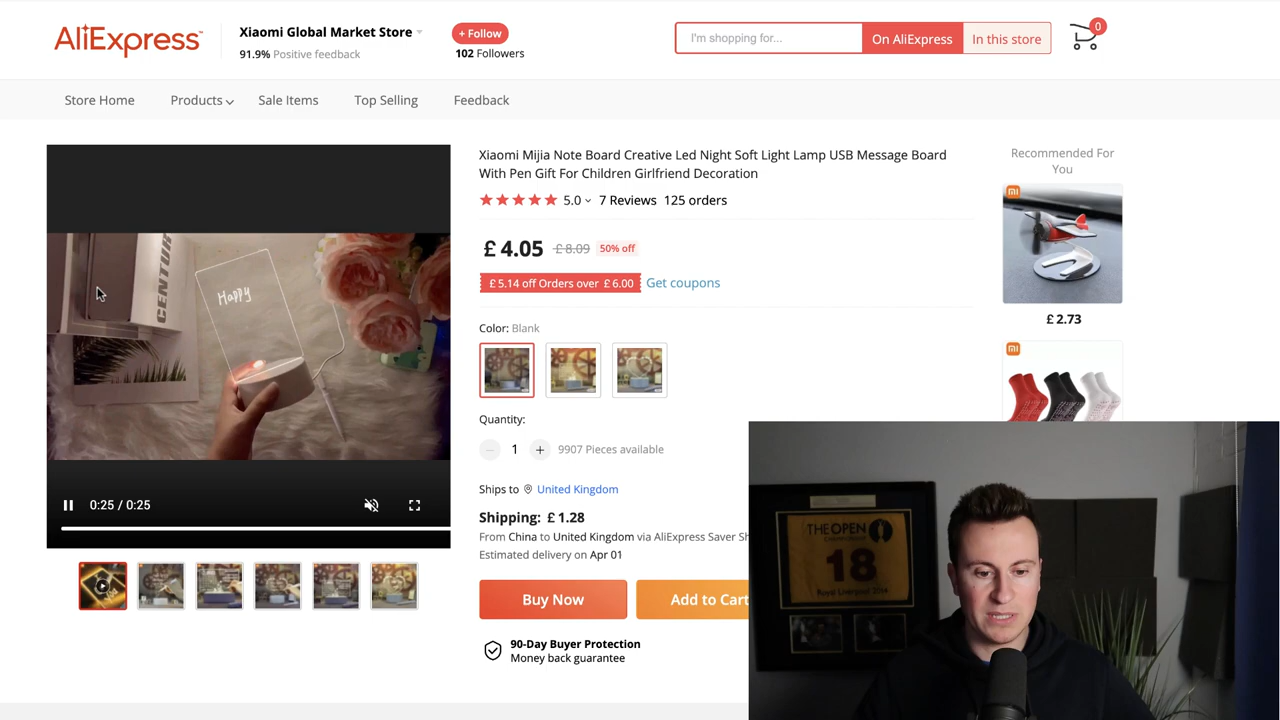 AliExpress™
Xiaomi Global Market Store
91.9% Positive feedback
+ Follow
102 Followers
I'm shopping for...
On AliExpress
In this store
0
Store Home
Products
Sale Items
Top Selling
Feedback
Xiaomi Mijia Note Board Creative Led Night Soft Light Lamp USB Message Board
With Pen Gift For Children Girlfriend Decoration
5.0
7 Reviews
125 orders
£ 4.05
£ 8.09
50% off
£ 5.14 off Orders over £ 6.00
Get coupons
Color: Blank
Quantity:
1
9907 Pieces available
Ships to
United Kingdom
Shipping: £ 1.28
From China to United Kingdom via AliExpress Saver Sh
Estimated delivery on Apr 01
Buy Now
Add to Cart
90-Day Buyer Protection
Money back guarantee
Recommended For
You
mi
£ 2.73
mi
CENTUR
Happy
0:25 / 0:25
THE OPEN
18